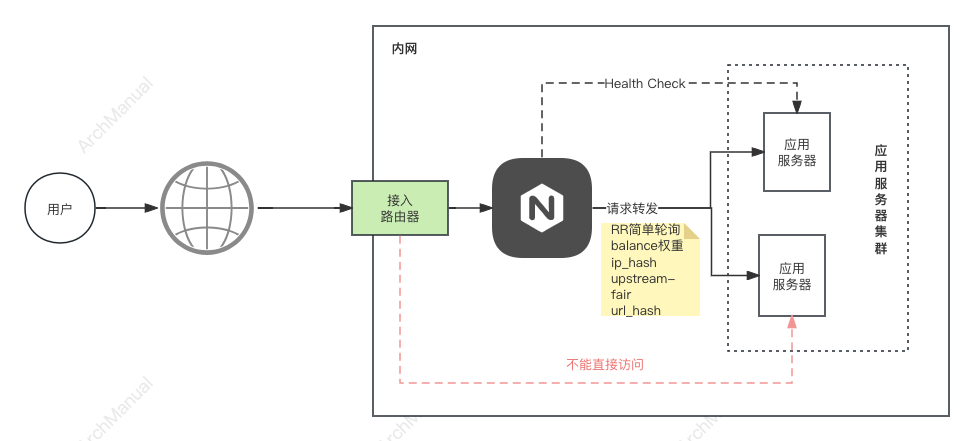 内网
ArchManual
Health Check
用户
接入
路由器
请求转发
RR简单轮询
balance权重
ip_hash
upstream-
fair
url_hash
应用
服务器
应用
服务器
应用服务器集群
不能直接访问
ArchManual
ArchManual
ArchManual